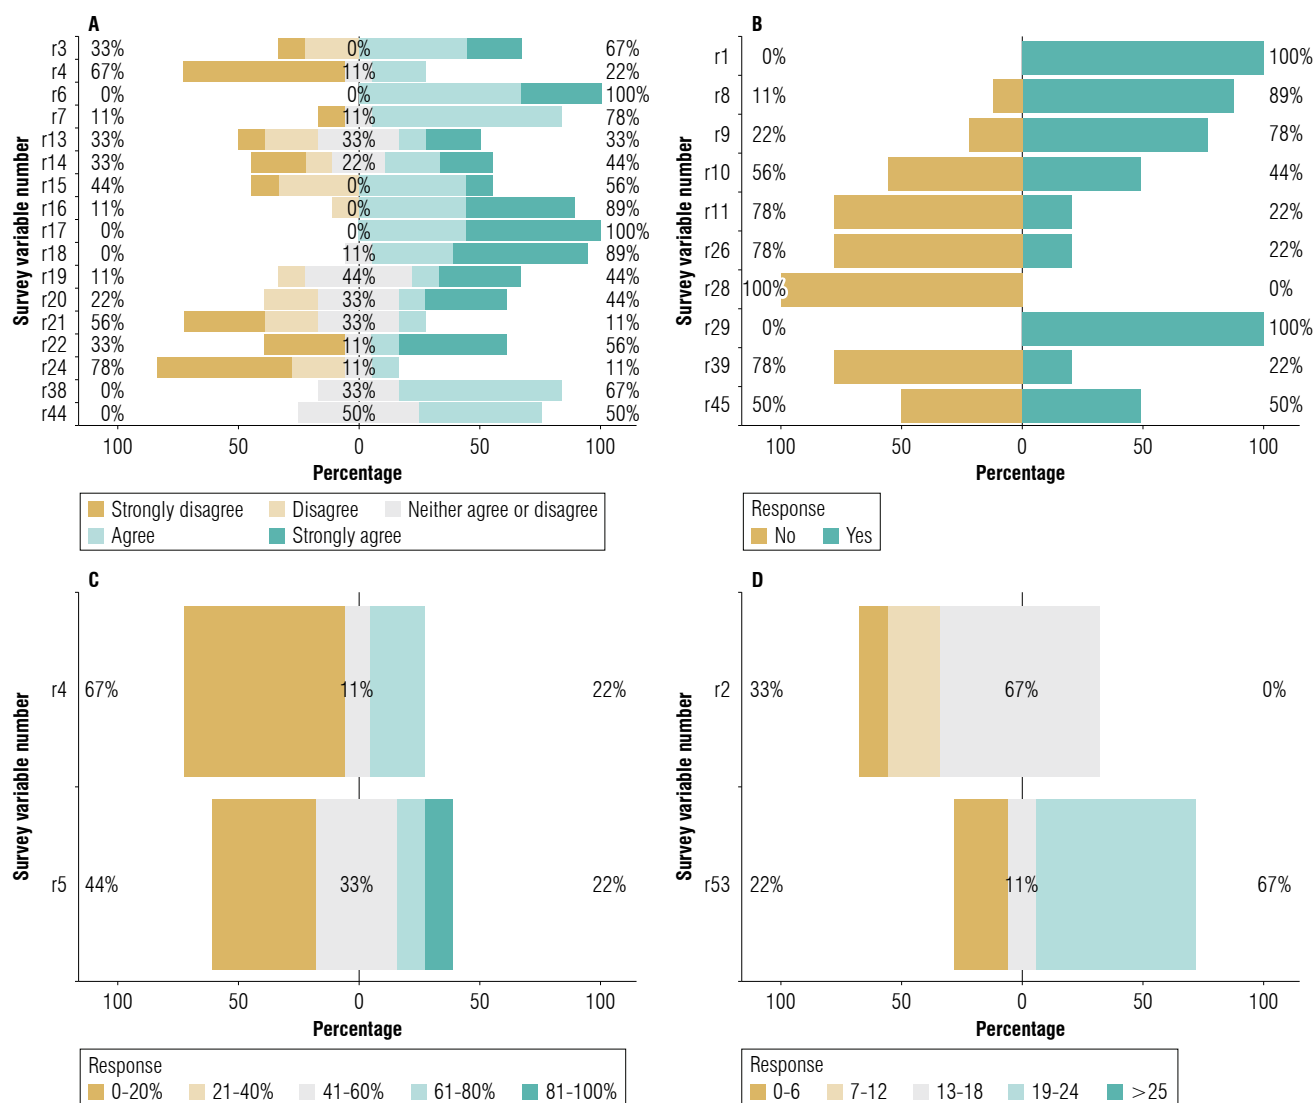 A
r3 33% 0% 67%
r4 67% 11% 22%
r6 0% 0% 100%
r7 11% 11% 78%
r13 33% 33% 33%
r14 33% 22% 44%
r15 44% 0% 56%
r16 11% 0% 89%
r17 0% 0% 100%
r18 0% 11% 89%
r19 11% 44% 44%
r20 22% 33% 44%
r21 56% 33% 11%
r22 33% 11% 56%
r24 78% 11% 11%
r38 0% 33% 67%
r44 0% 50% 50%
Survey variable number
100 50 0 50 100
Percentage
Strongly disagree Disagree Neither agree or disagree
Agree Strongly agree
B
r1 0% 100%
r8 11% 89%
r9 22% 78%
r10 56% 44%
r11 78% 22%
r26 78% 22%
r28 100% 0%
r29 0% 100%
r39 78% 22%
r45 50% 50%
Survey variable number
100 50 0 50 100
Percentage
Response
No Yes
C
r4 67% 11% 22%
r5 44% 33% 22%
Survey variable number
100 50 0 50 100
Percentage
Response
0-20% 21-40% 41-60% 61-80% 81-100%
D
r2 33% 67% 0%
r53 22% 11% 67%
Survey variable number
100 50 0 50 100
Percentage
Response
0-6 7-12 13-18 19-24 >25